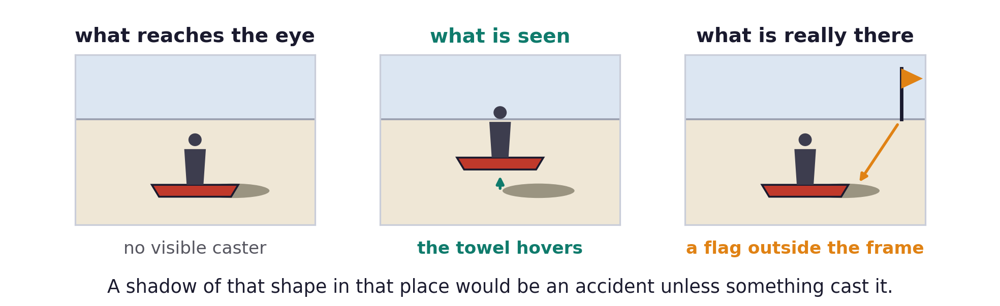 what reaches the eye
what is seen
what is really there
no visible caster
the towel hovers
a flag outside the frame
A shadow of that shape in that place would be an accident unless something cast it.